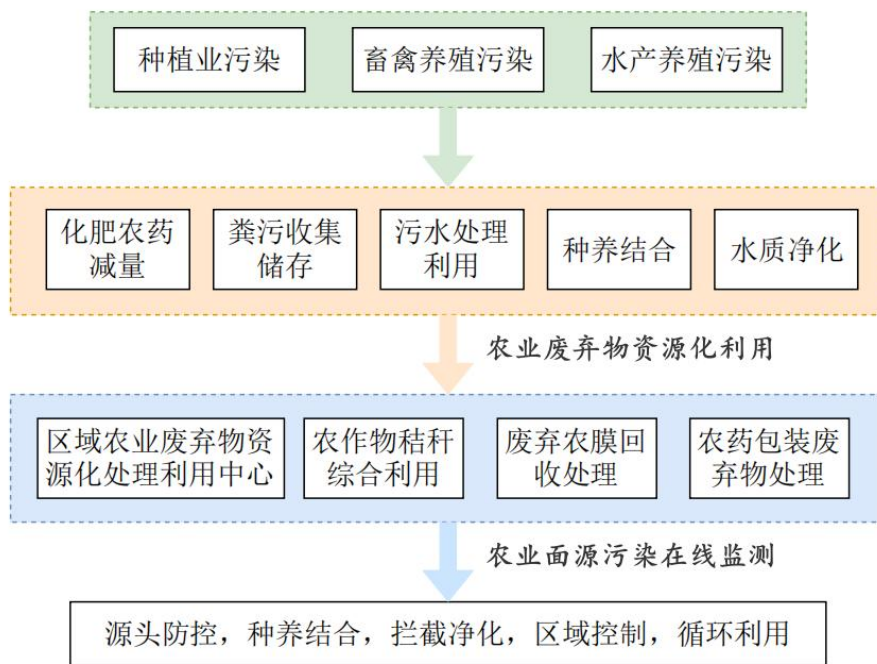 种植业污染
畜禽养殖污染
水产养殖污染
化肥农药
减量
粪污收集
储存
污水处理
利用
种养结合
水质净化
农业废弃物资源化利用
区域农业废弃物资
源化处理利用中心
农作物秸秆
综合利用
废弃农膜回
收处理
农药包装废
弃物处理
农业面源污染在线监测
源头防控，种养结合，拦截净化，区域控制，循环利用